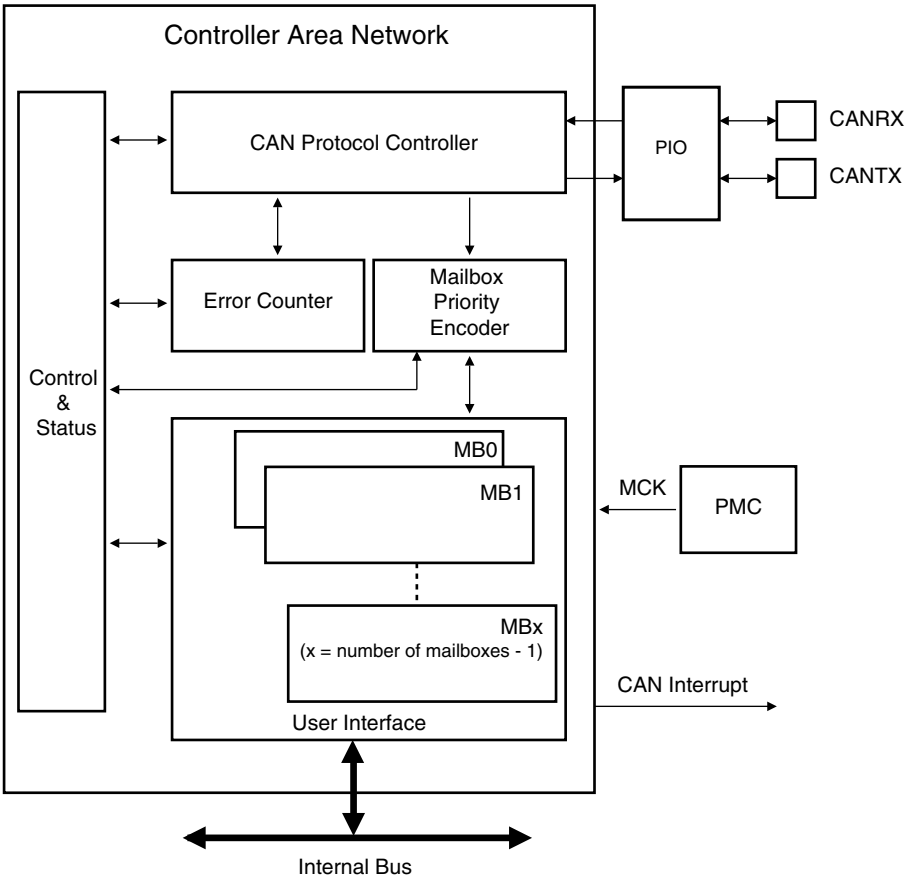 Controller Area Network
CAN Protocol Controller
PIO
CANRX
CANTX
Error Counter
Mailbox
Priority
Encoder
Control
&
Status
MB0
MB1
MCK
PMC
MBx
(x = number of mailboxes - 1)
CAN Interrupt
User Interface
Internal Bus